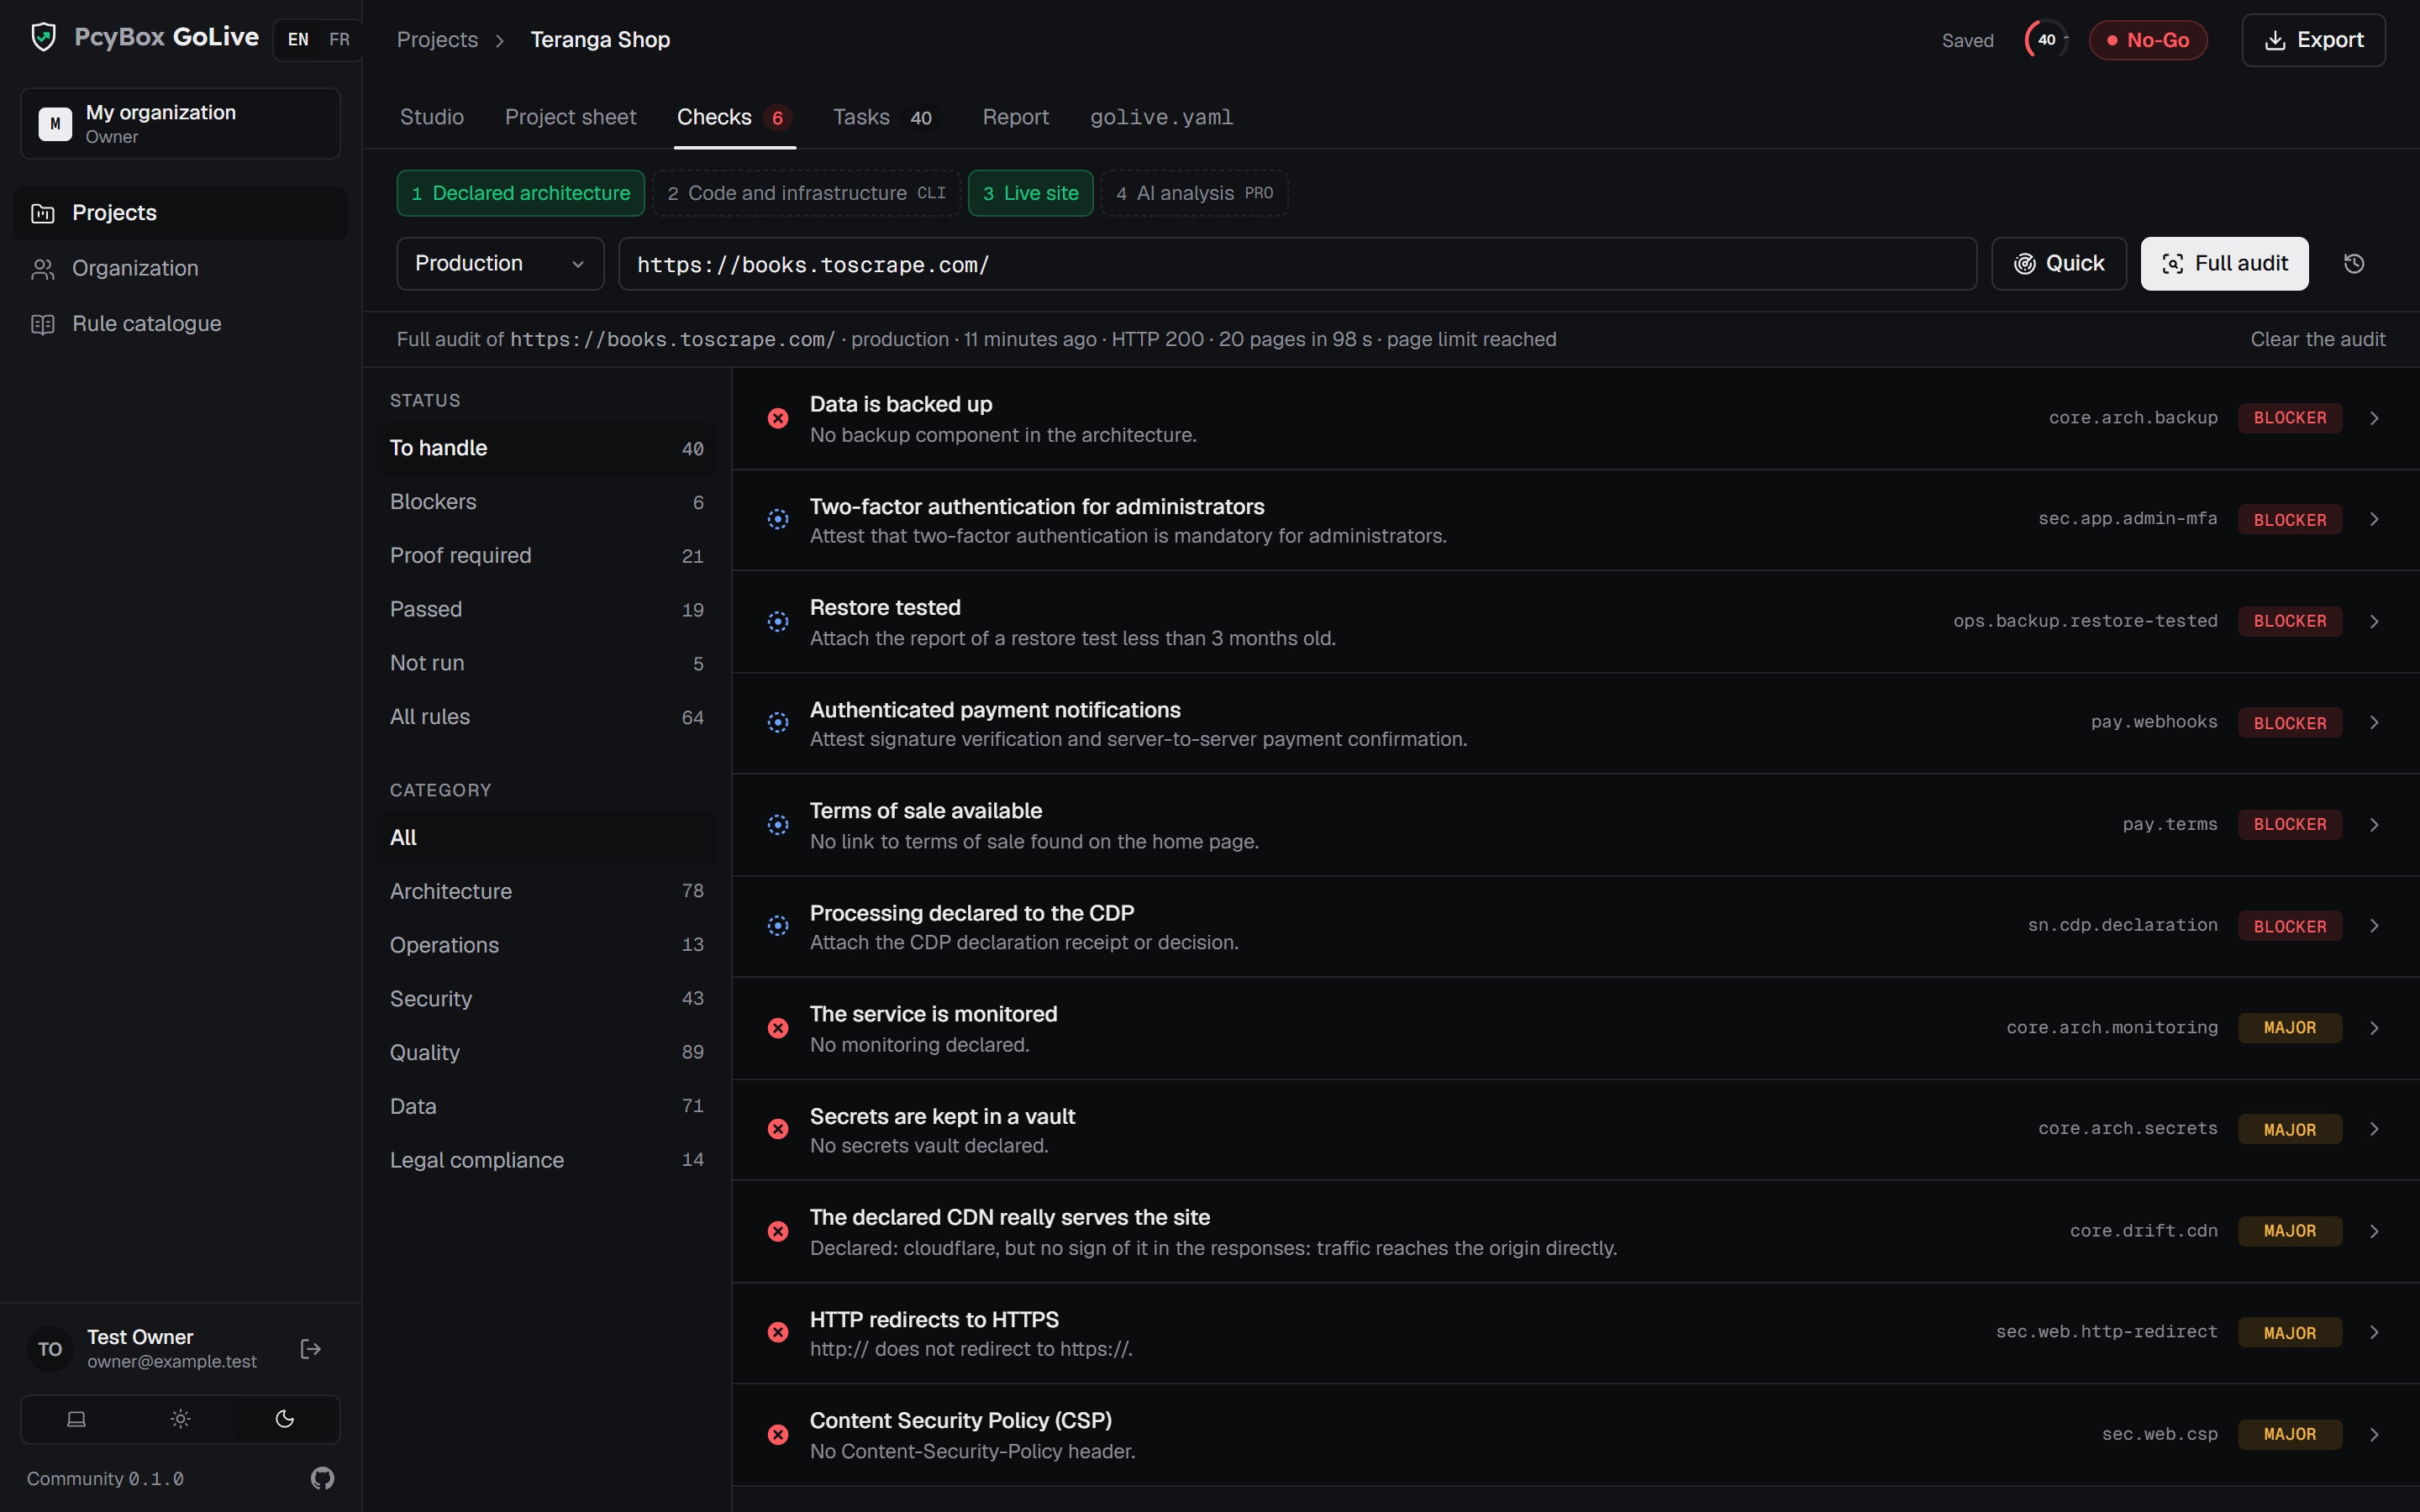 PcyBox GoLive
EN FR
My organization
M
Owner
Projects
Organization
Rule catalogue
Test Owner
TO
owner@example.test
Community 0.1.0
Projects > Teranga Shop
Saved
40
No-Go
Export
Studio
Project sheet
Checks 6
Tasks 40
Report
golive.yaml
1 Declared architecture
2 Code and infrastructure CLI
3 Live site
4 AI analysis PRO
Production
https://books.toscrape.com/
Quick
Full audit
Full audit of https://books.toscrape.com/ · production · 11 minutes ago · HTTP 200 · 20 pages in 98 s · page limit reached
Clear the audit
STATUS
To handle 40
Blockers 6
Proof required 21
Passed 19
Not run 5
All rules 64
CATEGORY
All
Architecture 78
Operations 13
Security 43
Quality 89
Data 71
Legal compliance 14
Data is backed up
No backup component in the architecture.
core.arch.backup BLOCKER
Two-factor authentication for administrators
Attest that two-factor authentication is mandatory for administrators.
sec.app.admin-mfa BLOCKER
Restore tested
Attach the report of a restore test less than 3 months old.
ops.backup.restore-tested BLOCKER
Authenticated payment notifications
Attest signature verification and server-to-server payment confirmation.
pay.webhooks BLOCKER
Terms of sale available
No link to terms of sale found on the home page.
pay.terms BLOCKER
Processing declared to the CDP
Attach the CDP declaration receipt or decision.
sn.cdp.declaration BLOCKER
The service is monitored
No monitoring declared.
core.arch.monitoring MAJOR
Secrets are kept in a vault
No secrets vault declared.
core.arch.secrets MAJOR
The declared CDN really serves the site
Declared: cloudflare, but no sign of it in the responses: traffic reaches the origin directly.
core.drift.cdn MAJOR
HTTP redirects to HTTPS
http:// does not redirect to https://.
sec.web.http-redirect MAJOR
Content Security Policy (CSP)
No Content-Security-Policy header.
sec.web.csp MAJOR